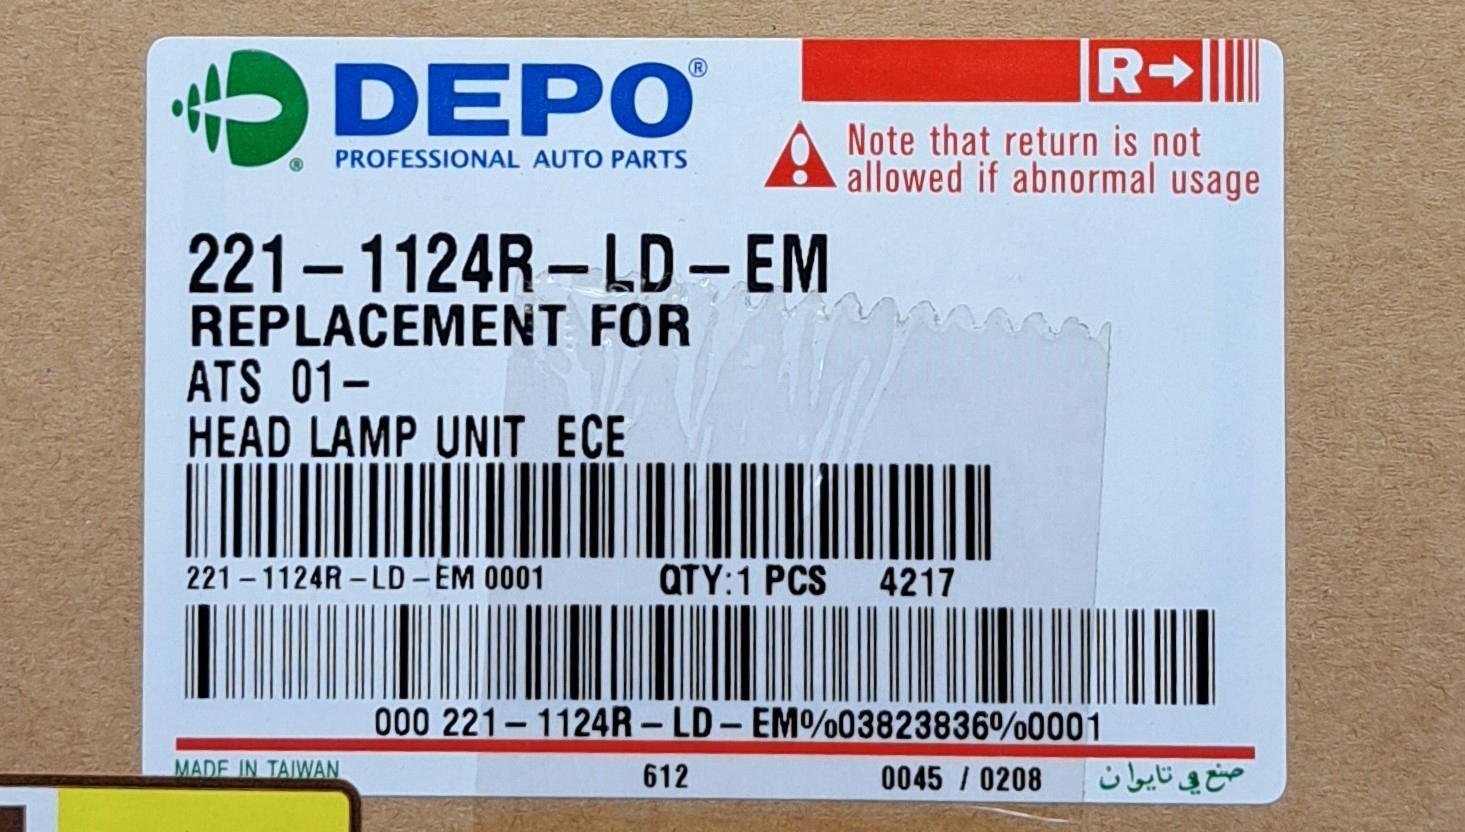 DEPO®
PROFESSIONAL AUTO PARTS
®
R→
Note that return is not
allowed if abnormal usage
221-1124R-LD-EM
REPLACEMENT FOR
ATS 01-
HEAD LAMP UNIT ECE
221-1124R-LD-EM 0001 QTY:1 PCS 4217
000 221-1124R-LD-EM%03823836%0001
MADE IN TAIWAN 612 0045 / 0208 صنع في تايوان